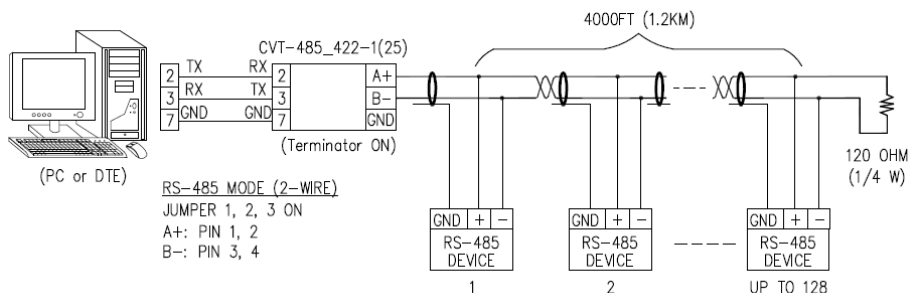 4000FT (1.2KM)
CVT-485_422-1(25)
2 TX RX 2 A+
3 RX TX 3 B-
7 GND GND 7 GND
(PC or DTE)
(Terminator ON)
120 OHM
(1/4 W)
RS-485 MODE (2-WIRE)
JUMPER 1, 2, 3 ON
A+: PIN 1, 2
B-: PIN 3, 4
GND + -
RS-485
DEVICE
1
GND + -
RS-485
DEVICE
2
GND + -
RS-485
DEVICE
UP TO 128